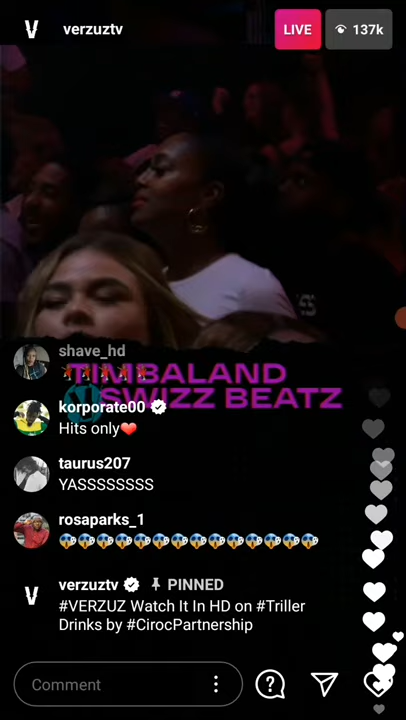 verzuztv
LIVE
137k
shave_hd
TIMBALAND
SWIZZ BEATZ
korporate00
Hits only❤️
taurus207
YASSSSSSSS
rosaparks_1
😱😱😱😱😱😱😱😱😱😱😱😱😱😱
verzuztv PINNED
#VERZUZ Watch It In HD on #Triller
Drinks by #CirocPartnership
Comment